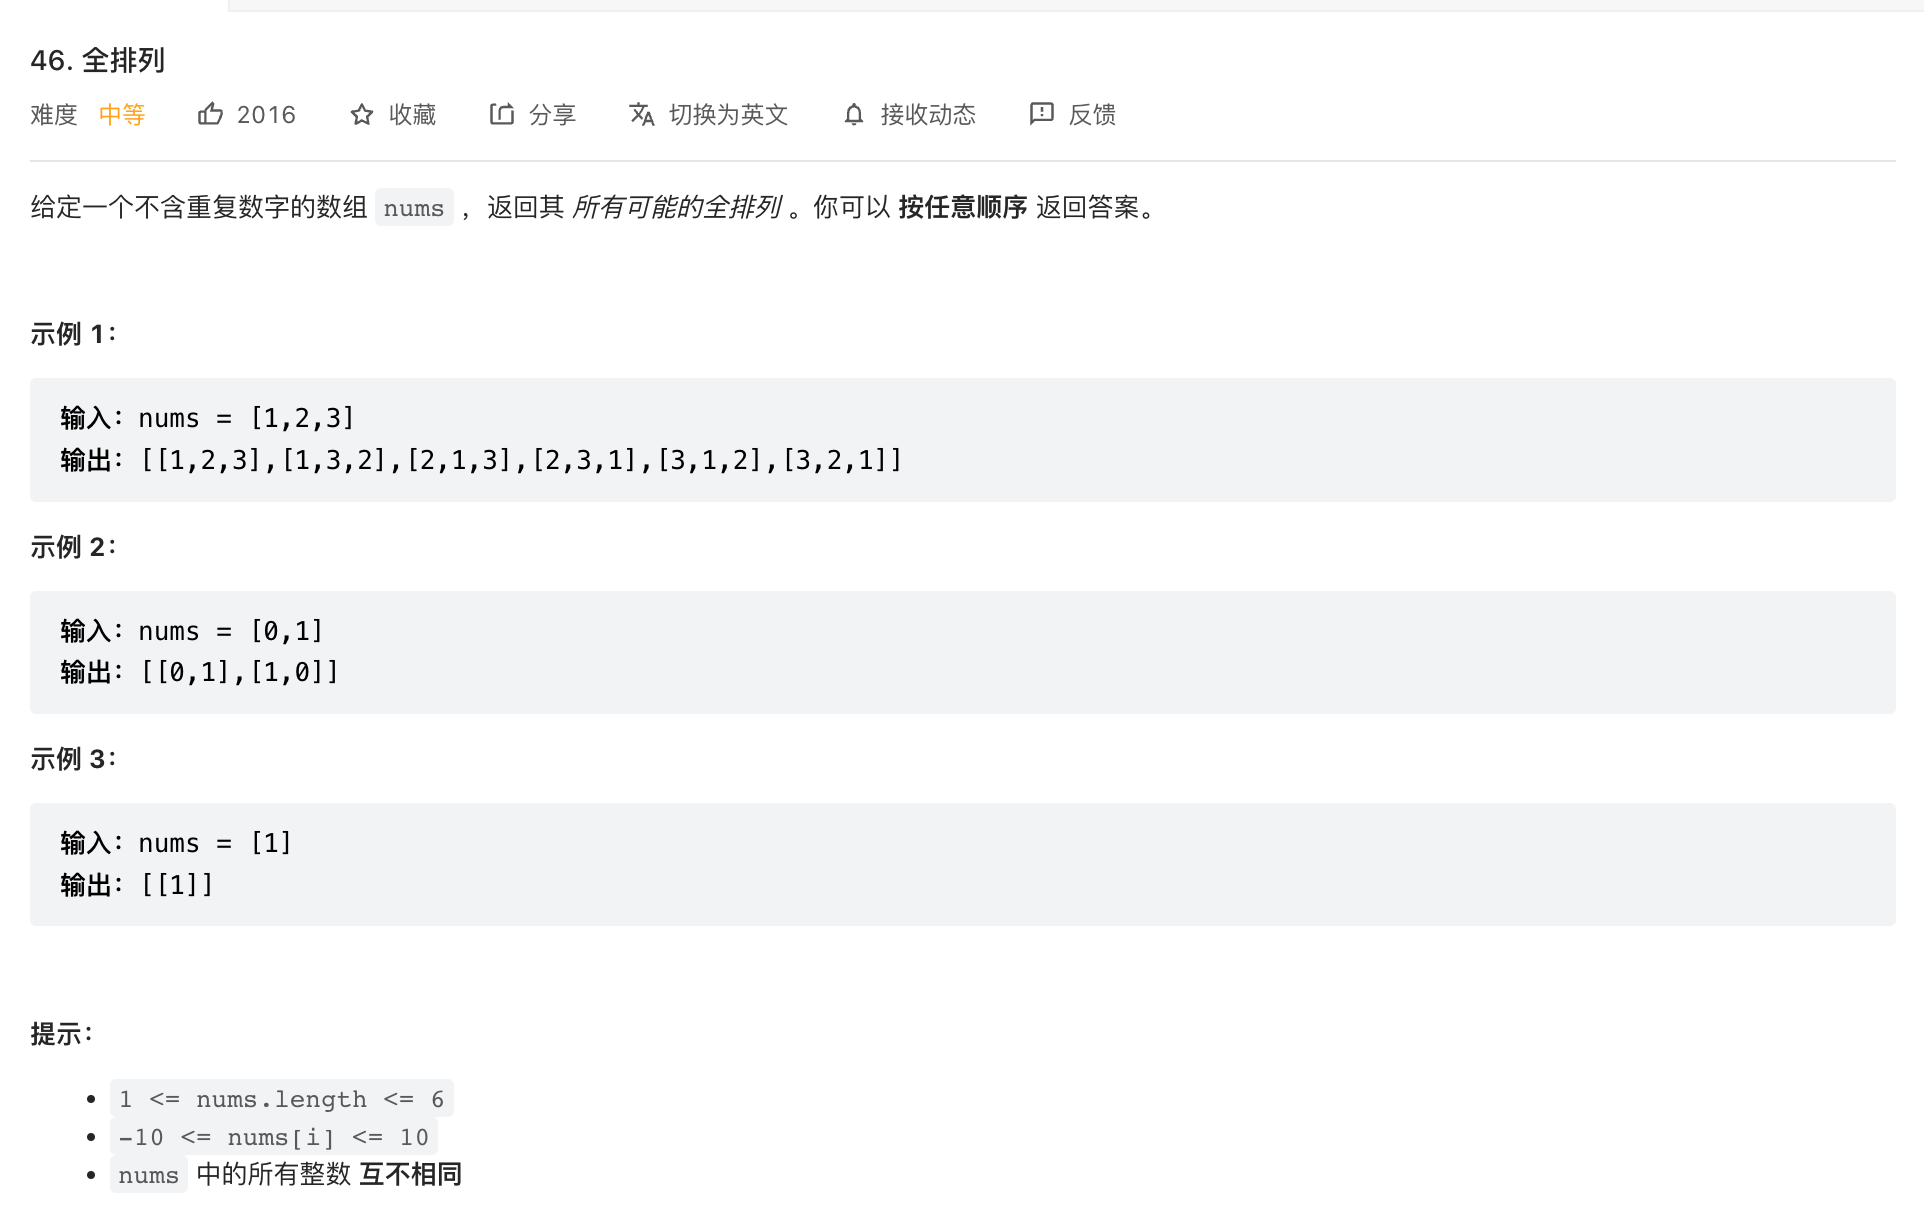 46. 全排列
难度 中等 2016 收藏 分享 切换为英文 接收动态 反馈
给定一个不含重复数字的数组 nums ，返回其 所有可能的全排列 。你可以 按任意顺序 返回答案。
示例 1：
输入：nums = [1,2,3]
输出：[[1,2,3],[1,3,2],[2,1,3],[2,3,1],[3,1,2],[3,2,1]]
示例 2：
输入：nums = [0,1]
输出：[[0,1],[1,0]]
示例 3：
输入：nums = [1]
输出：[[1]]
提示：
• 1 <= nums.length <= 6
• -10 <= nums[i] <= 10
• nums 中的所有整数 互不相同